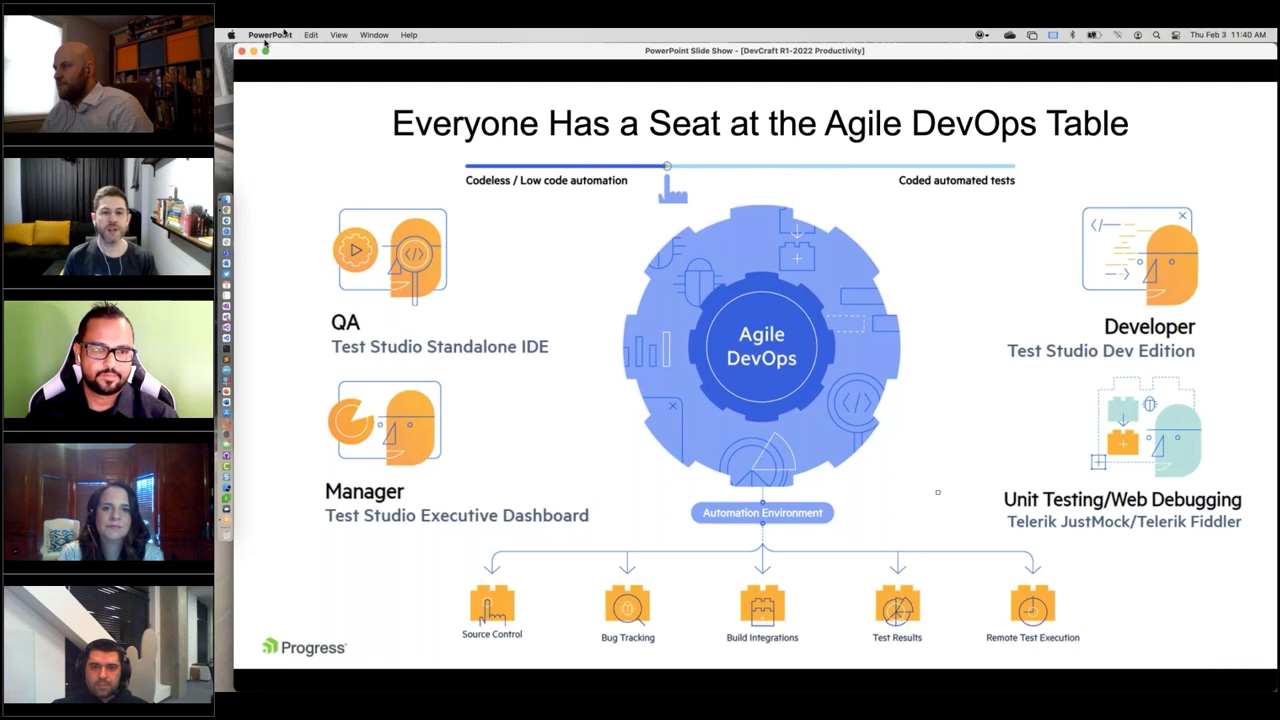 PowerPoint Edit View Window Help
Thu Feb 3 11:40 AM
PowerPoint Slide Show - [DevCraft R1-2022 Productivity]
Everyone Has a Seat at the Agile DevOps Table
Codeless / Low code automation
Coded automated tests
QA
Test Studio Standalone IDE
Manager
Test Studio Executive Dashboard
Agile
DevOps
Developer
Test Studio Dev Edition
Unit Testing/Web Debugging
Telerik JustMock/Telerik Fiddler
Automation Environment
Source Control
Bug Tracking
Build Integrations
Test Results
Remote Test Execution
Progress